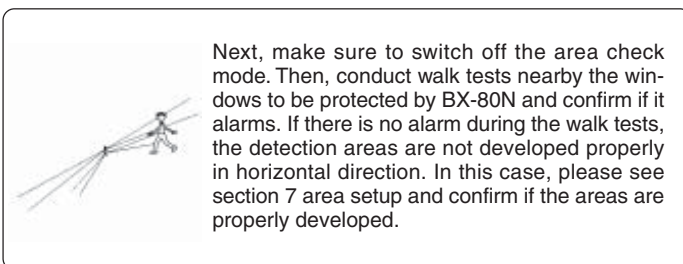 Next, make sure to switch off the area check
mode. Then, conduct walk tests nearby the win-
dows to be protected by BX-80N and confirm if it
alarms. If there is no alarm during the walk tests,
the detection areas are not developed properly
in horizontal direction. In this case, please see
section 7 area setup and confirm if the areas are
properly developed.